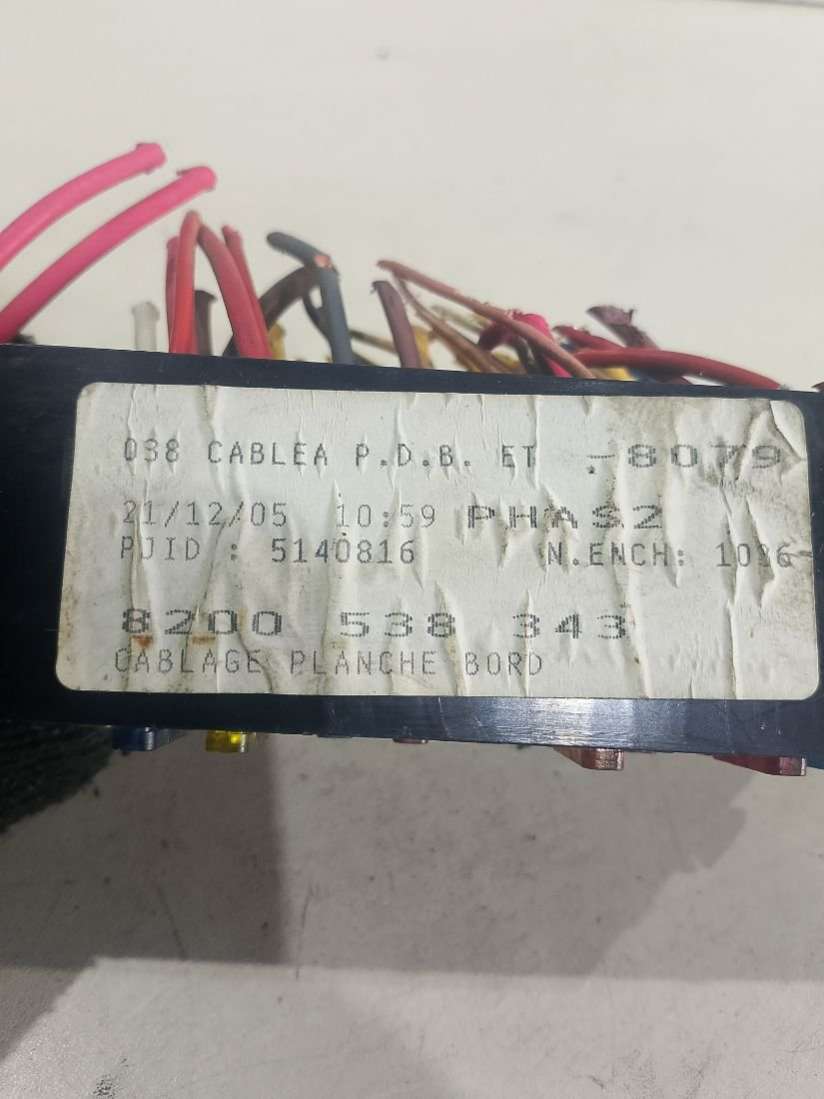 038 CABLEA P.D.B. ET -8079
21/12/05 10:59 PHAS2
PJID : 5140816 N.ENCH:
8200 538 343
CABLAGE PLANCHE BORD